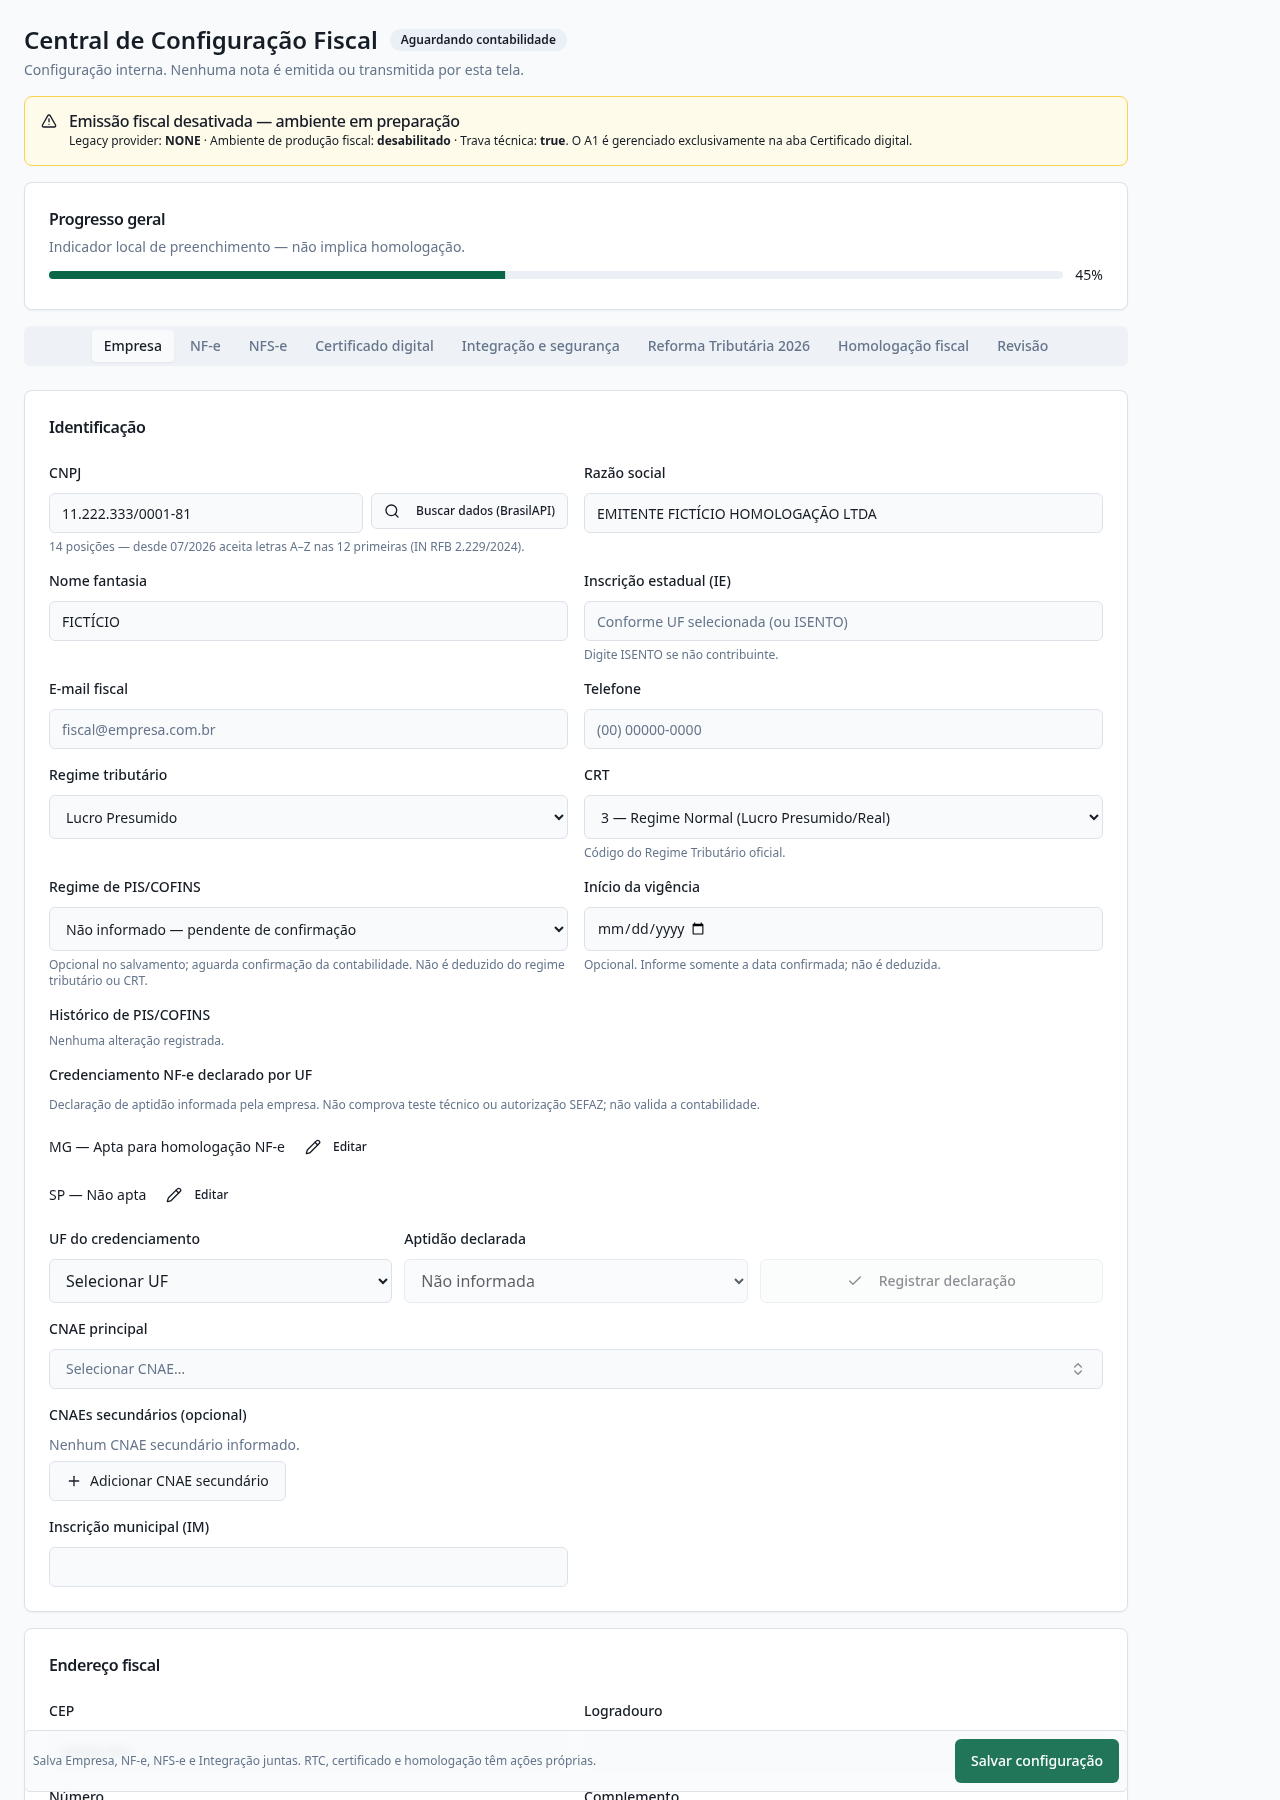 Central de Configuração Fiscal
Aguardando contabilidade
Configuração interna. Nenhuma nota é emitida ou transmitida por esta tela.
Emissão fiscal desativada — ambiente em preparação
Legacy provider: NONE · Ambiente de produção fiscal: desabilitado · Trava técnica: true. O A1 é gerenciado exclusivamente na aba Certificado digital.
Progresso geral
Indicador local de preenchimento — não implica homologação.
45%
Empresa
NF-e
NFS-e
Certificado digital
Integração e segurança
Reforma Tributária 2026
Homologação fiscal
Revisão
Identificação
CNPJ
Razão social
11.222.333/0001-81
Buscar dados (BrasilAPI)
EMITENTE FICTÍCIO HOMOLOGAÇÃO LTDA
14 posições — desde 07/2026 aceita letras A–Z nas 12 primeiras (IN RFB 2.229/2024).
Nome fantasia
Inscrição estadual (IE)
FICTÍCIO
Conforme UF selecionada (ou ISENTO)
Digite ISENTO se não contribuinte.
E-mail fiscal
Telefone
fiscal@empresa.com.br
(00) 00000-0000
Regime tributário
CRT
Lucro Presumido
3 — Regime Normal (Lucro Presumido/Real)
Código do Regime Tributário oficial.
Regime de PIS/COFINS
Início da vigência
Não informado — pendente de confirmação
mm/dd/yyyy
Opcional no salvamento; aguarda confirmação da contabilidade. Não é deduzido do regime
tributário ou CRT.
Opcional. Informe somente a data confirmada; não é deduzida.
Histórico de PIS/COFINS
Nenhuma alteração registrada.
Credenciamento NF-e declarado por UF
Declaração de aptidão informada pela empresa. Não comprova teste técnico ou autorização SEFAZ; não valida a contabilidade.
MG — Apta para homologação NF-e
Editar
SP — Não apta
Editar
UF do credenciamento
Aptidão declarada
Selecionar UF
Não informada
Registrar declaração
CNAE principal
Selecionar CNAE...
CNAEs secundários (opcional)
Nenhum CNAE secundário informado.
Adicionar CNAE secundário
Inscrição municipal (IM)
Endereço fiscal
CEP
Logradouro
Salva Empresa, NF-e, NFS-e e Integração juntas. RTC, certificado e homologação têm ações próprias.
Salvar configuração
Número
Complemento